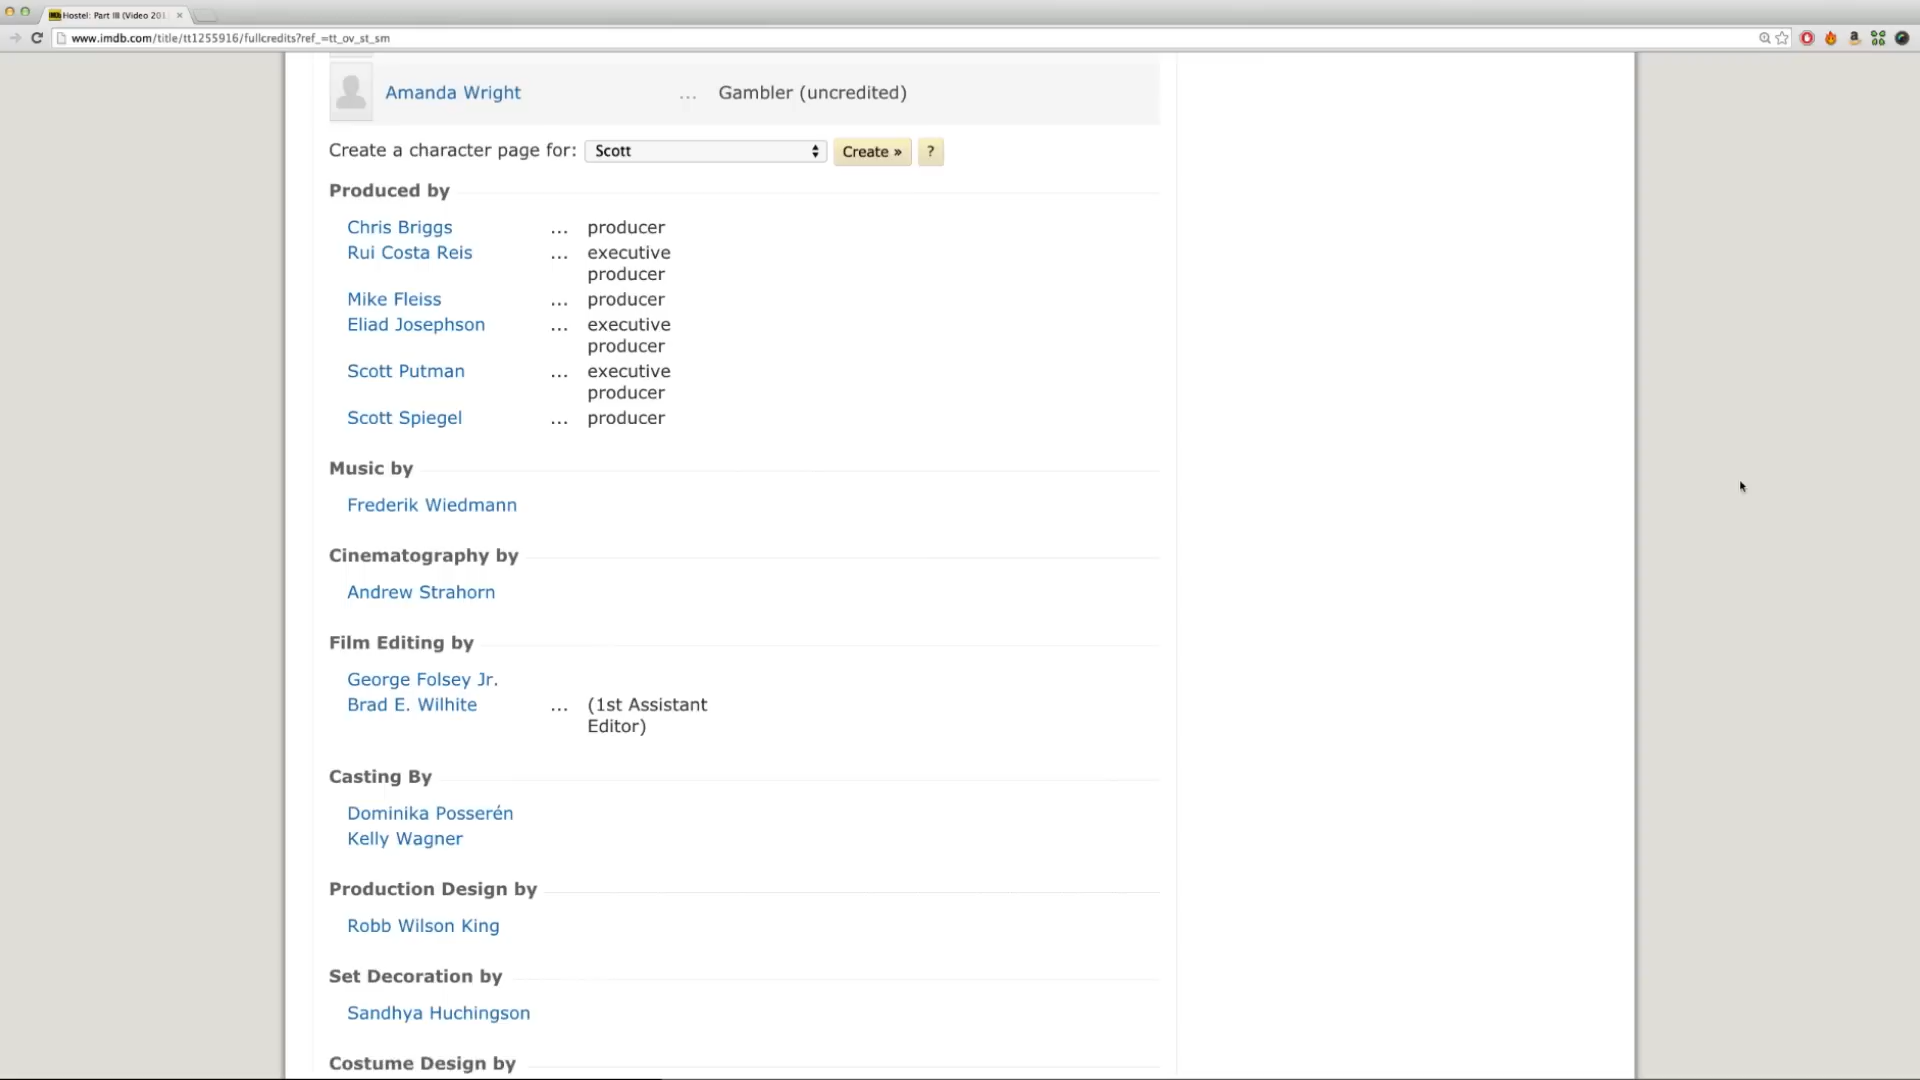 Hostel: Part III (Video 201
www.imdb.com/title/tt1255916/fullcredits?ref_=tt_ov_st_sm
Amanda Wright ... Gambler (uncredited)
Create a character page for: Scott Create » ?
Produced by
Chris Briggs ... producer
Rui Costa Reis ... executive
producer
Mike Fleiss ... producer
Eliad Josephson ... executive
producer
Scott Putman ... executive
producer
Scott Spiegel ... producer
Music by
Frederik Wiedmann
Cinematography by
Andrew Strahorn
Film Editing by
George Folsey Jr.
Brad E. Wilhite ... (1st Assistant
Editor)
Casting By
Dominika Posserén
Kelly Wagner
Production Design by
Robb Wilson King
Set Decoration by
Sandhya Huchingson
Costume Design by